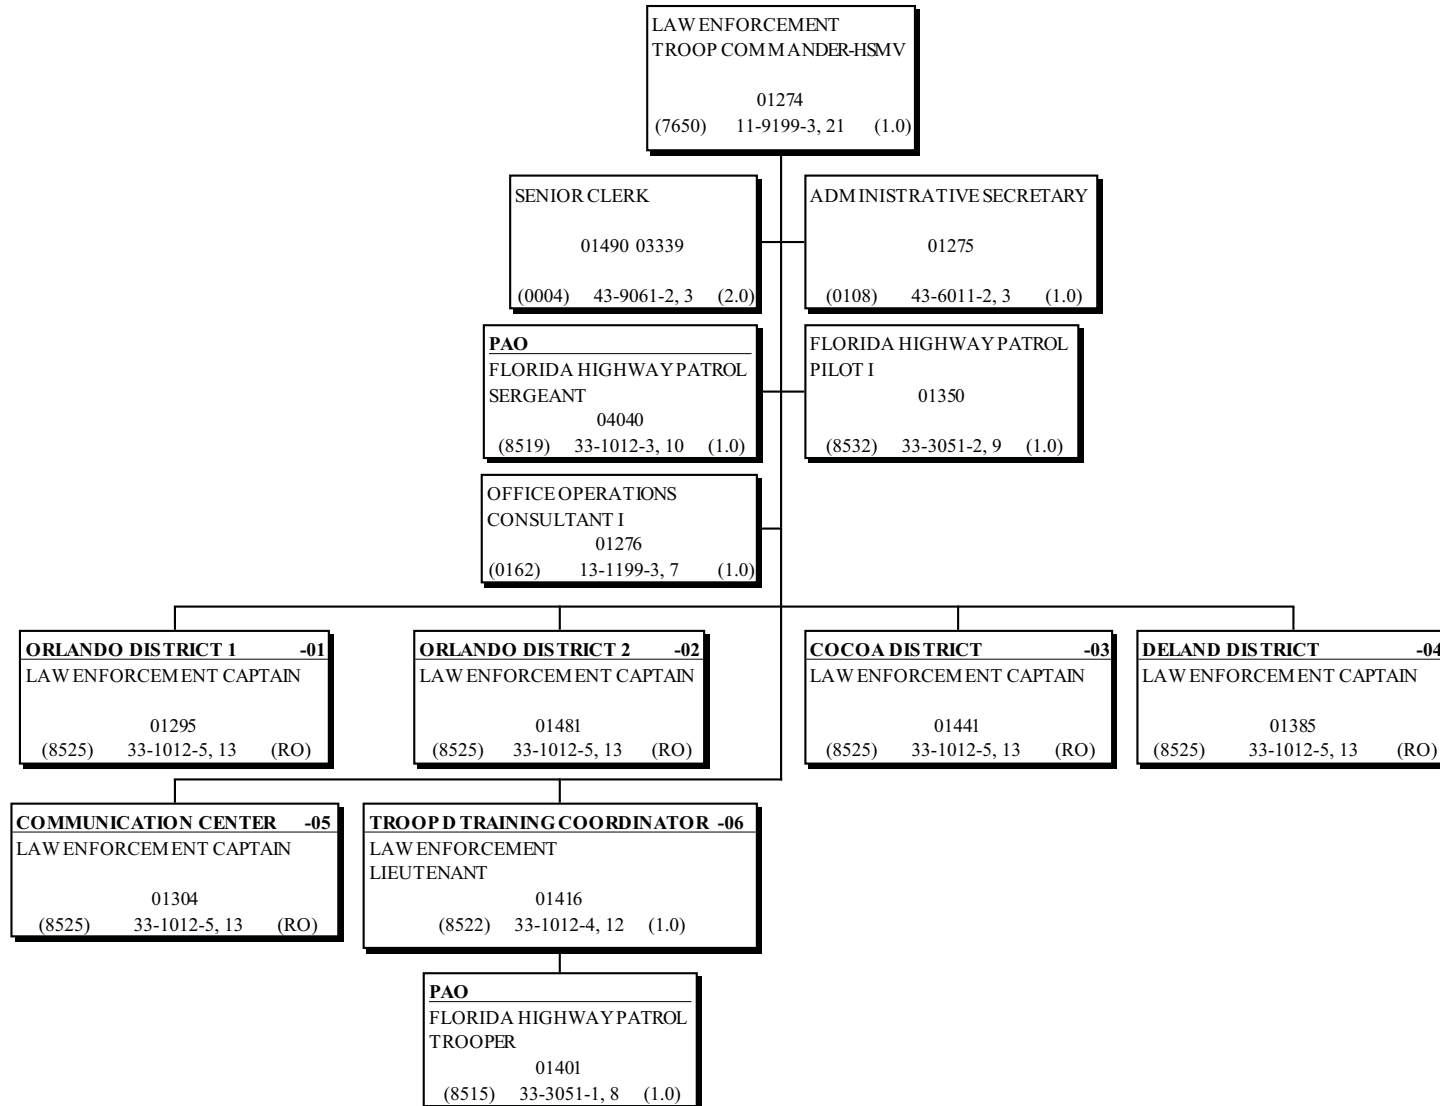 LAW ENFORCEMENT
TROOP COMMANDER-HSMV
01274
(7650) 11-9199-3, 21 (1.0)
SENIOR CLERK
01490 03339
(0004) 43-9061-2, 3 (2.0)
ADMINISTRATIVE SECRETARY
01275
(0108) 43-6011-2, 3 (1.0)
PAO
FLORIDA HIGHWAY PATROL
SERGEANT
04040
(8519) 33-1012-3, 10 (1.0)
FLORIDA HIGHWAY PATROL
PILOT I
01350
(8532) 33-3051-2, 9 (1.0)
OFFICE OPERATIONS
CONSULTANT I
01276
(0162) 13-1199-3, 7 (1.0)
ORLANDO DISTRICT 1 -01
LAW ENFORCEMENT CAPTAIN
01295
(8525) 33-1012-5, 13 (RO)
ORLANDO DISTRICT 2 -02
LAW ENFORCEMENT CAPTAIN
01481
(8525) 33-1012-5, 13 (RO)
COCOA DISTRICT -03
LAW ENFORCEMENT CAPTAIN
01441
(8525) 33-1012-5, 13 (RO)
DELAND DISTRICT -04
LAW ENFORCEMENT CAPTAIN
01385
(8525) 33-1012-5, 13 (RO)
COMMUNICATION CENTER -05
LAW ENFORCEMENT CAPTAIN
01304
(8525) 33-1012-5, 13 (RO)
TROOP D TRAINING COORDINATOR -06
LAW ENFORCEMENT
LIEUTENANT
01416
(8522) 33-1012-4, 12 (1.0)
PAO
FLORIDA HIGHWAY PATROL
TROOPER
01401
(8515) 33-3051-1, 8 (1.0)